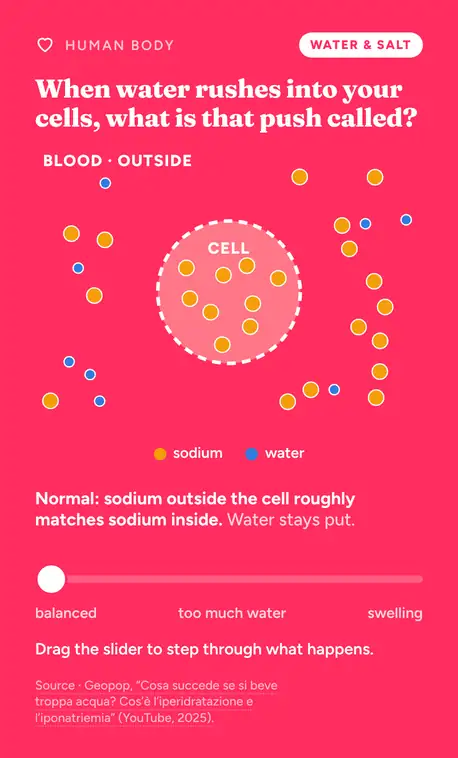 HUMAN BODY
WATER & SALT
When water rushes into your
cells, what is that push called?
BLOOD · OUTSIDE
CELL
sodium
water
Normal: sodium outside the cell roughly
matches sodium inside. Water stays put.
balanced
too much water
swelling
Drag the slider to step through what happens.
Source · Geopop, “Cosa succede se si beve
troppa acqua? Cos’è l’iperidratazione e
l’iponatriemia” (YouTube, 2025).